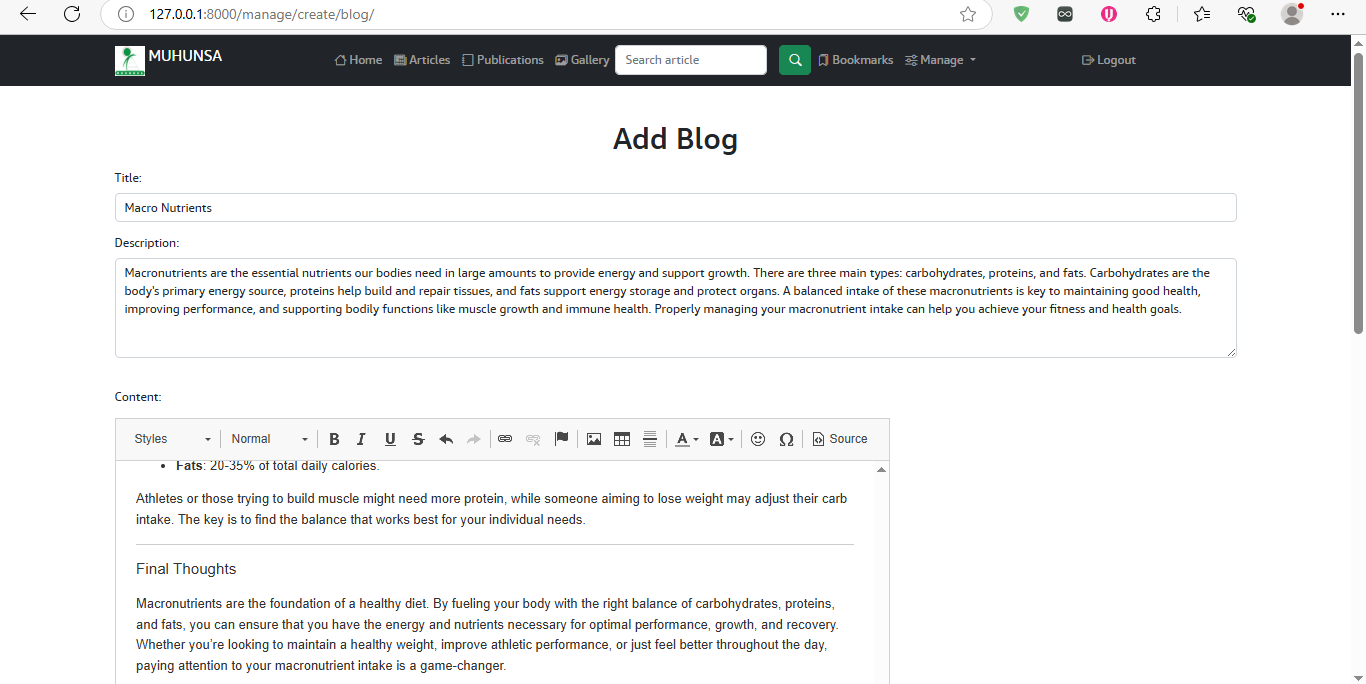 127.0.0.1:8000/manage/create/blog/
MUHUNSA
Home Articles Publications Gallery Search article Bookmarks Manage Logout
Add Blog
Title:
Macro Nutrients
Description:
Macronutrients are the essential nutrients our bodies need in large amounts to provide energy and support growth. There are three main types: carbohydrates, proteins, and fats. Carbohydrates are the
body's primary energy source, proteins help build and repair tissues, and fats support energy storage and protect organs. A balanced intake of these macronutrients is key to maintaining good health,
improving performance, and supporting bodily functions like muscle growth and immune health. Properly managing your macronutrient intake can help you achieve your fitness and health goals.
Content:
Styles Normal B I U S A A Ω Source
• Fats: 20-35% of total daily calories.
Athletes or those trying to build muscle might need more protein, while someone aiming to lose weight may adjust their carb
intake. The key is to find the balance that works best for your individual needs.
Final Thoughts
Macronutrients are the foundation of a healthy diet. By fueling your body with the right balance of carbohydrates, proteins,
and fats, you can ensure that you have the energy and nutrients necessary for optimal performance, growth, and recovery.
Whether you're looking to maintain a healthy weight, improve athletic performance, or just feel better throughout the day,
paying attention to your macronutrient intake is a game-changer.